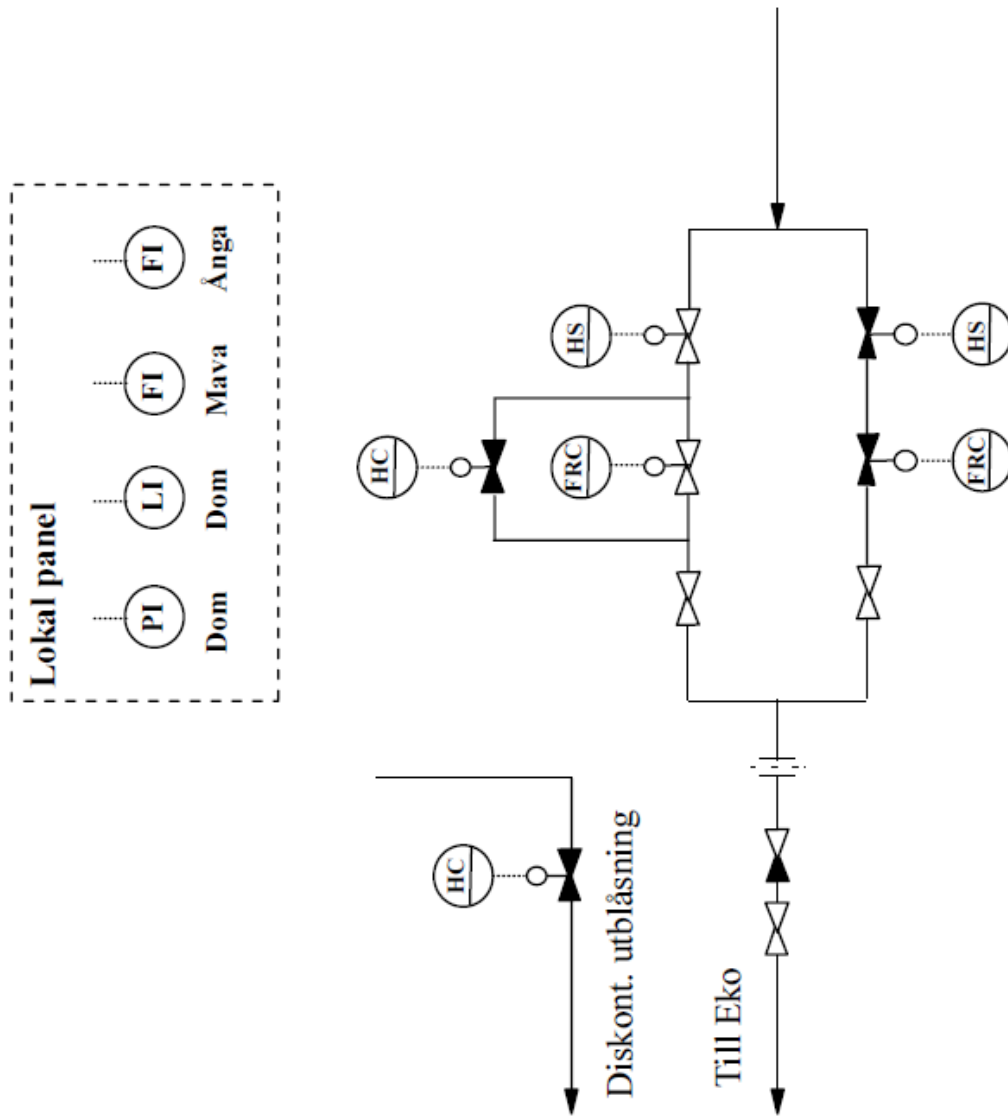 Lokal panel
PI
LI
FI
FI
Dom
Dom
Mava
Ånga
HC
HC
FRC
HS
Diskont. utblåsning
Till Eko
FRC
HS